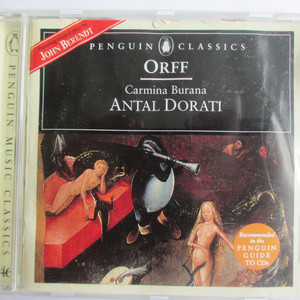 JOHN BERENDT
PENGUIN CLASSICS
ORFF
Carmina Burana
ANTAL DORATI
PENGUIN MUSIC CLASSICS
Recommended
in the
PENGUIN
GUIDE
TO CDs